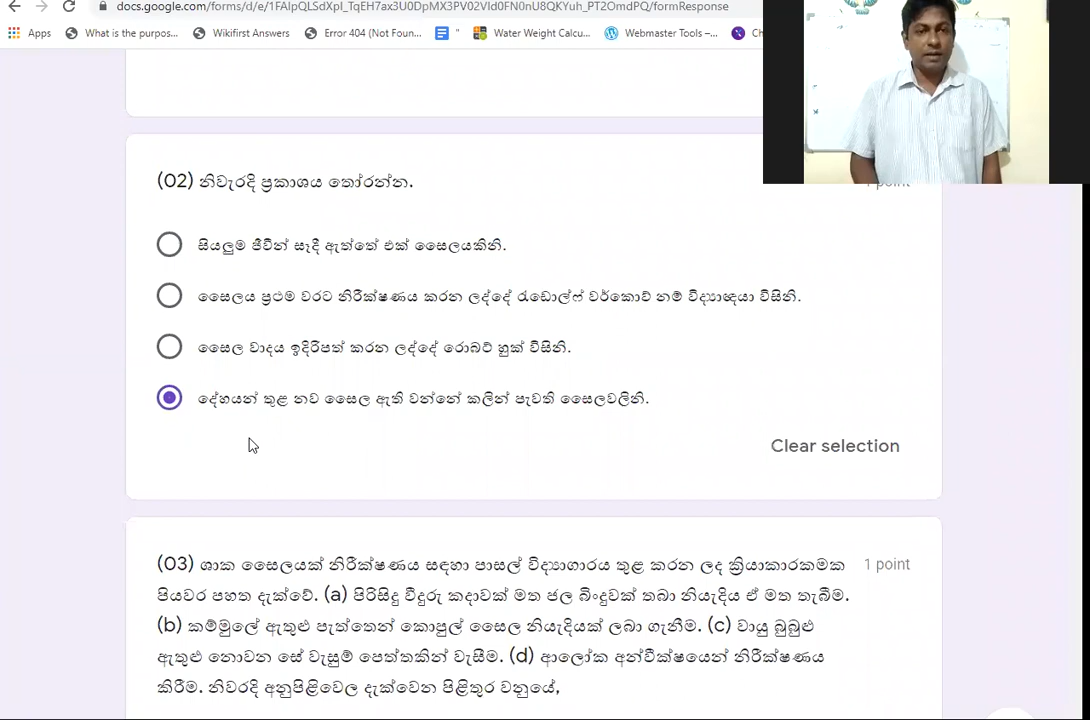 docs.google.com/forms/d/e/1FAIpQLSdXpI_TqEH7ax3U0DpMX3PV02VId0FN0nU8QKYuh_PT2OmdPQ/formResponse
Apps What is the purpos... Wikifirst Answers Error 404 (Not Foun... " Water Weight Calcu... Webmaster Tools –... Ch
(02) නිවැරදි ප්‍රකාශය තෝරන්න.
1 point
සියලුම ජීවීන් සෑදී ඇත්තේ එක් සෛලයකිනි.
සෛලය ප්‍රථම වරට නිරීක්ෂණය කරන ලද්දේ රැඩොල්ෆ් වර්කොව් නම් විද්‍යාඥයා විසිනි.
සෛල වාදය ඉදිරිපත් කරන ලද්දේ රොබට් හුක් විසිනි.
දේහයන් තුළ නව සෛල ඇති වන්නේ කලින් පැවති සෛලවලිනි.
Clear selection
(03) ශාක සෛලයක් නිරීක්ෂණය සඳහා පාසල් විද්‍යාගාරය තුළ කරන ලද ක්‍රියාකාරකමක 1 point
පියවර පහත දැක්වේ. (a) පිරිසිදු වීදුරු කදාවක් මත ජල බිංදුවක් තබා නියැදිය ඒ මත තැබීම.
(b) කම්මුලේ ඇතුළු පැත්තෙන් කොපුල් සෛල නියැදියක් ලබා ගැනීම. (c) වායු බුබුළු
ඇතුළු නොවන සේ වැසුම් පෙත්තකින් වැසීම. (d) ආලෝක අන්වීක්ෂයෙන් නිරීක්ෂණය
කිරීම. නිවරදි අනුපිළිවෙල දැක්වෙන පිළිතුර වනුයේ,